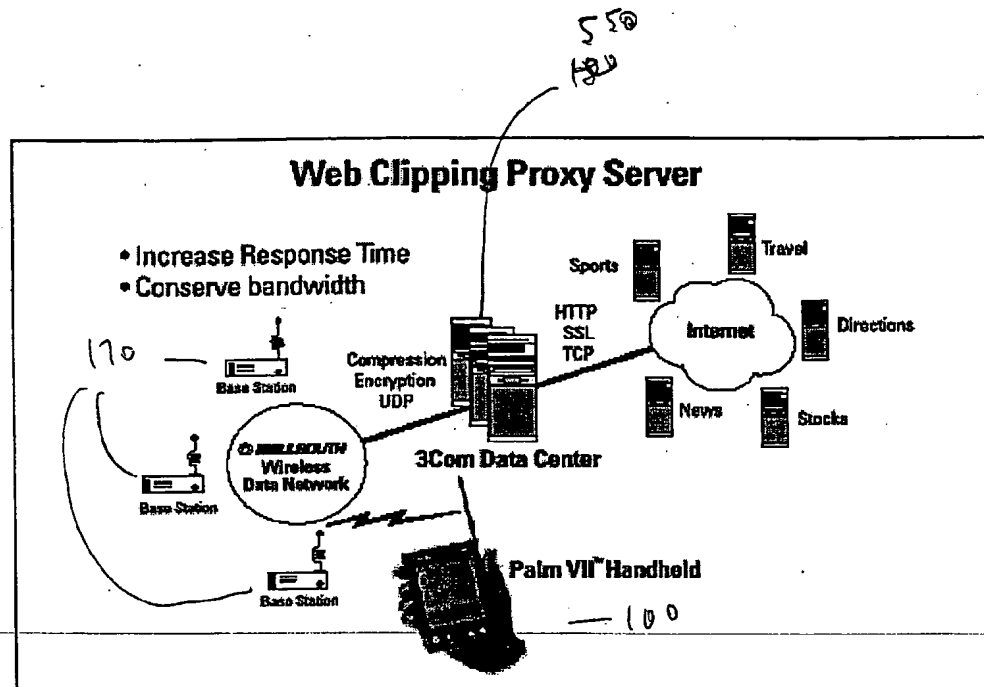 550
Web Clipping Proxy Server
• Increase Response Time
• Conserve bandwidth
Sports
Travel
HTTP
SSL
TCP
Internet
Directions
170
Base Station
Compression
Encryption
UDP
News
Stocks
BELLSOUTH
Wireless
Data Network
3Com Data Center
Base Station
Base Station
Palm VII™ Handheld
100